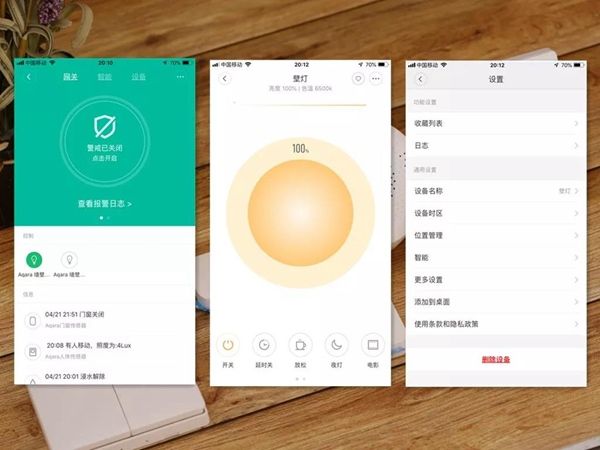 中国移动 20:10 70%
网关 智能 设备
警戒已关闭
点击开启
查看报警日志 >
控制
Aqara 墙壁... Aqara 墙壁...
信息
04/21 21:51 门窗关闭
Aqara门窗传感器
20:08 有人移动，照度为:4Lux
Aqara人体传感器
04/21 20:01 浸水解除
中国移动 20:12 70%
壁灯
亮度 100% | 色温 6500k
100%
开关 延时关 放松 夜灯 电影
中国移动 20:12 70%
设置
功能设置
收藏列表
日志
通用设置
设备名称 壁灯
设备时区
位置管理
智能
更多设置
添加到桌面
使用条款和隐私政策
删除设备